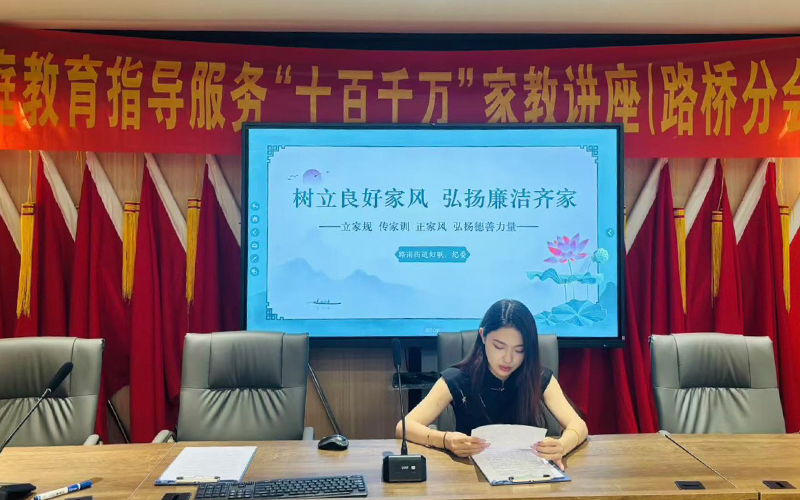 庭教育指导服务“十百千万”家教讲座(路桥分会
树立良好家风 弘扬廉洁齐家
——立家规 传家训 正家风 弘扬德善力量——
路南街道妇联、纪委